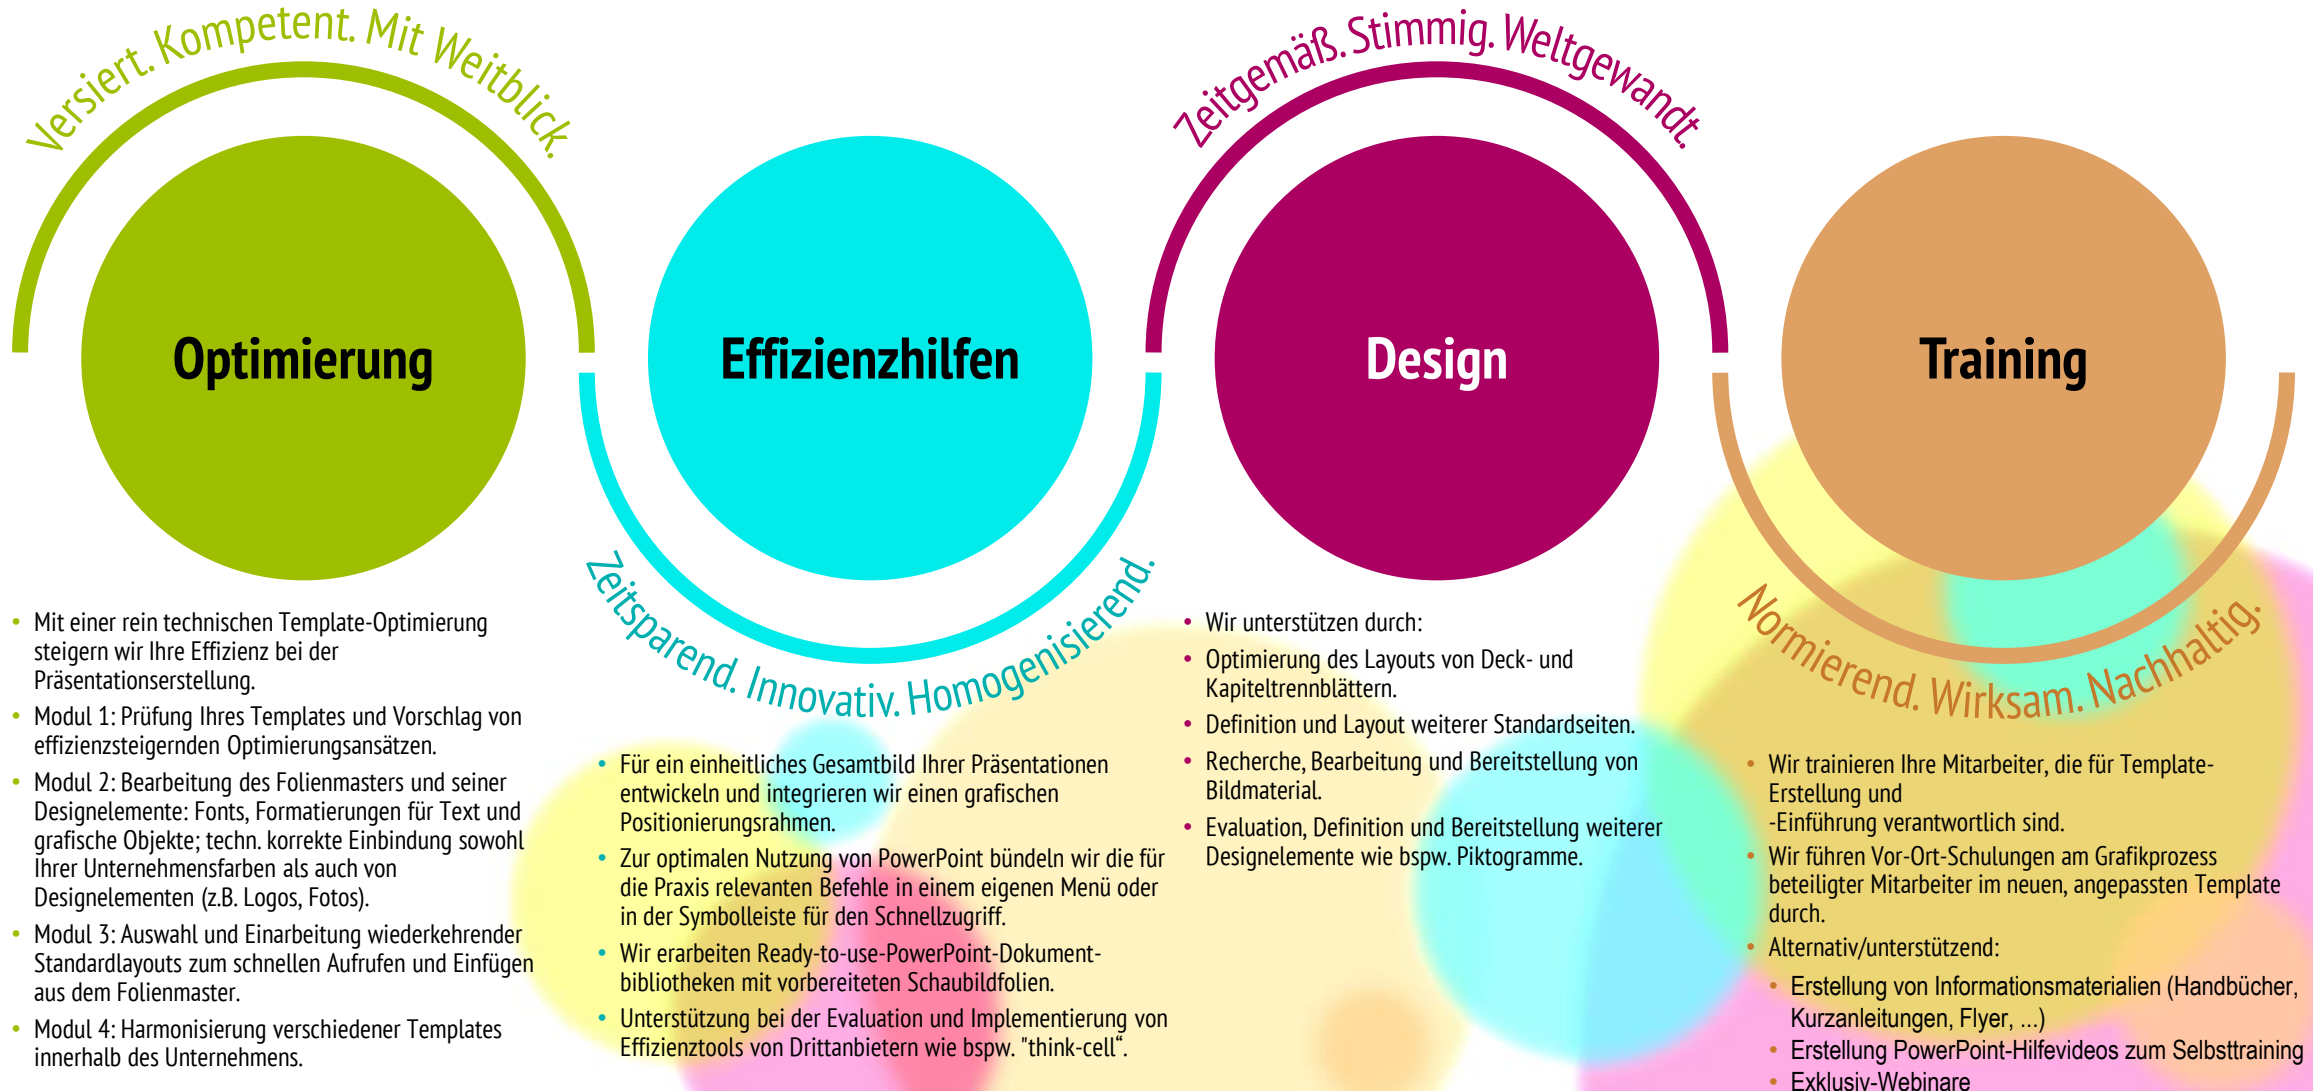 Versiert. Kompetent. Mit Weitblick.
Optimierung
• Mit einer rein technischen Template-Optimierung
steigern wir Ihre Effizienz bei der
Präsentationserstellung.
• Modul 1: Prüfung Ihres Templates und Vorschlag von
effizienzsteigernden Optimierungsansätzen.
• Modul 2: Bearbeitung des Folienmasters und seiner
Designelemente: Fonts, Formatierungen für Text und
grafische Objekte; techn. korrekte Einbindung sowohl
Ihrer Unternehmensfarben als auch von
Designelementen (z.B. Logos, Fotos).
• Modul 3: Auswahl und Einarbeitung wiederkehrender
Standardlayouts zum schnellen Aufrufen und Einfügen
aus dem Folienmaster.
• Modul 4: Harmonisierung verschiedener Templates
innerhalb des Unternehmens.
Effizienzhilfen
Zeitsparend. Innovativ. Homogenisierend.
• Für ein einheitliches Gesamtbild Ihrer Präsentationen
entwickeln und integrieren wir einen grafischen
Positionierungsrahmen.
• Zur optimalen Nutzung von PowerPoint bündeln wir die für
die Praxis relevanten Befehle in einem eigenen Menü oder
in der Symbolleiste für den Schnellzugriff.
• Wir erarbeiten Ready-to-use-PowerPoint-Dokument-
bibliotheken mit vorbereiteten Schaubildfolien.
• Unterstützung bei der Evaluation und Implementierung von
Effizienztools von Drittanbietern wie bspw. "think-cell“.
Zeitgemäß. Stimmig. Weltgewandt.
Design
• Wir unterstützen durch:
• Optimierung des Layouts von Deck- und
Kapiteltrennblättern.
• Definition und Layout weiterer Standardseiten.
• Recherche, Bearbeitung und Bereitstellung von
Bildmaterial.
• Evaluation, Definition und Bereitstellung weiterer
Designelemente wie bspw. Piktogramme.
Training
Normierend. Wirksam. Nachhaltig.
• Wir trainieren Ihre Mitarbeiter, die für Template-
Erstellung und
-Einführung verantwortlich sind.
• Wir führen Vor-Ort-Schulungen am Grafikprozess
beteiligter Mitarbeiter im neuen, angepassten Template
durch.
• Alternativ/unterstützend:
• Erstellung von Informationsmaterialien (Handbücher,
Kurzanleitungen, Flyer, ...)
• Erstellung PowerPoint-Hilfevideos zum Selbsttraining
• Exklusiv-Webinare